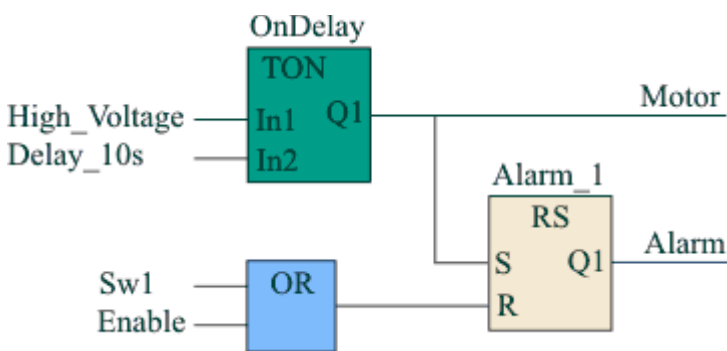 OnDelay
TON
High_Voltage
In1
Q1
Motor
Delay_10s
In2
Alarm_1
RS
S
Q1
Alarm
Sw1
OR
R
Enable